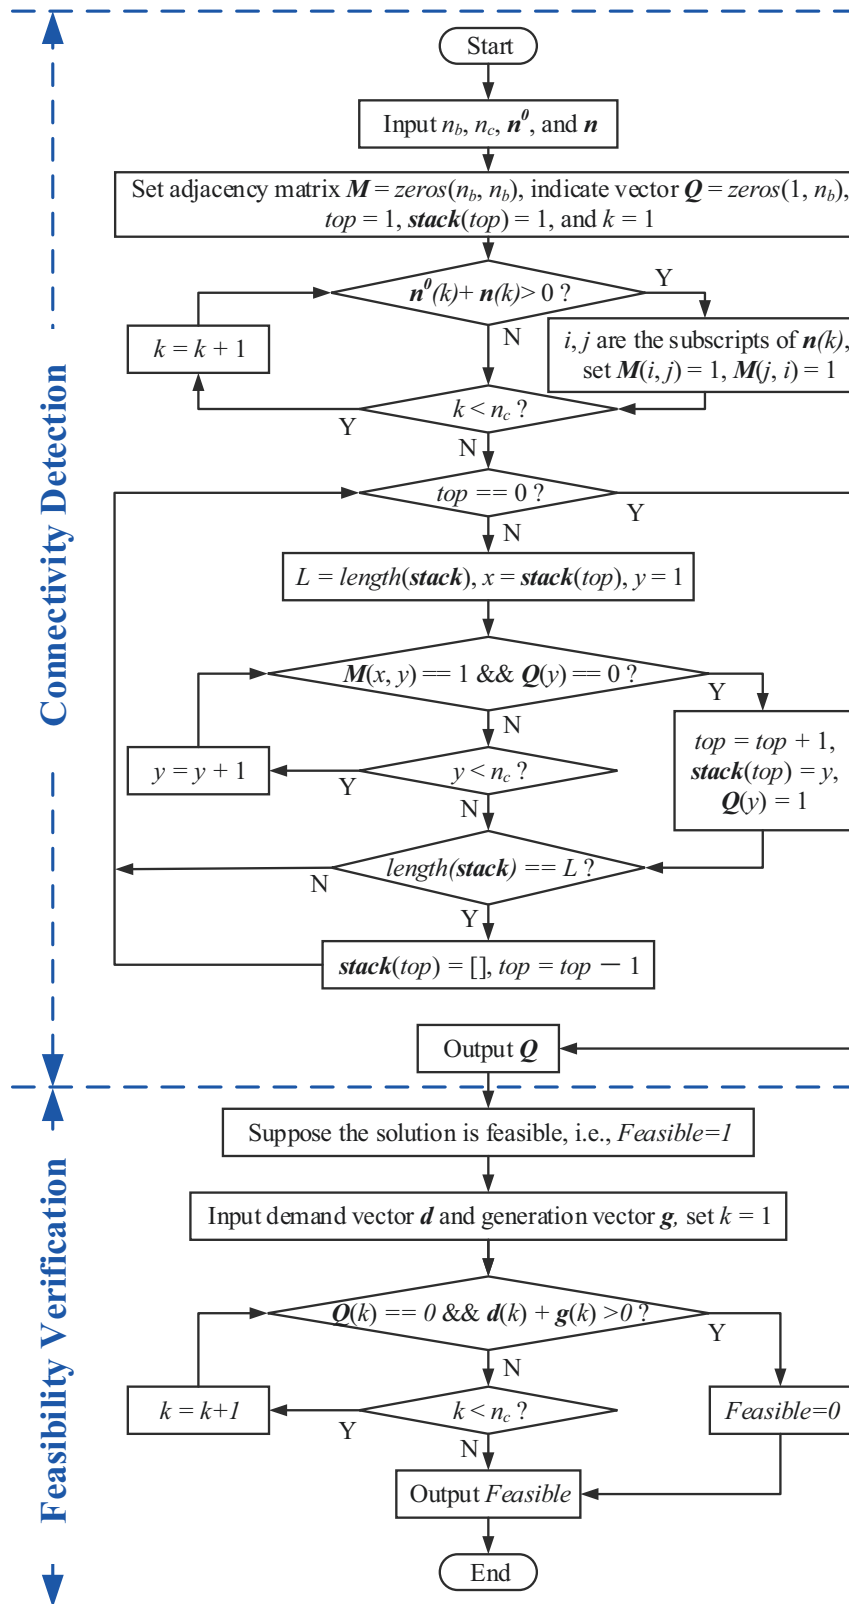 Start
Input n_b, n_c, n⁰, and n
Set adjacency matrix M = zeros(n_b, n_b), indicate vector Q = zeros(1, n_b),
top = 1, stack(top) = 1, and k = 1
n⁰(k)+ n(k)> 0 ?
Y
N
k = k + 1
i, j are the subscripts of n(k),
set M(i, j) = 1, M(j, i) = 1
k < n_c ?
Y
N
Connectivity Detection
top == 0 ?
Y
N
L = length(stack), x = stack(top), y = 1
M(x, y) == 1 && Q(y) == 0 ?
Y
N
top = top + 1,
stack(top) = y,
Q(y) = 1
y = y + 1
y < n_c ?
Y
N
length(stack) == L ?
N
Y
stack(top) = [], top = top − 1
Output Q
Feasibility Verification
Suppose the solution is feasible, i.e., Feasible=1
Input demand vector d and generation vector g, set k = 1
Q(k) == 0 && d(k) + g(k) >0 ?
Y
N
k = k+1
k < n_c ?
Feasible=0
Y
N
Output Feasible
End